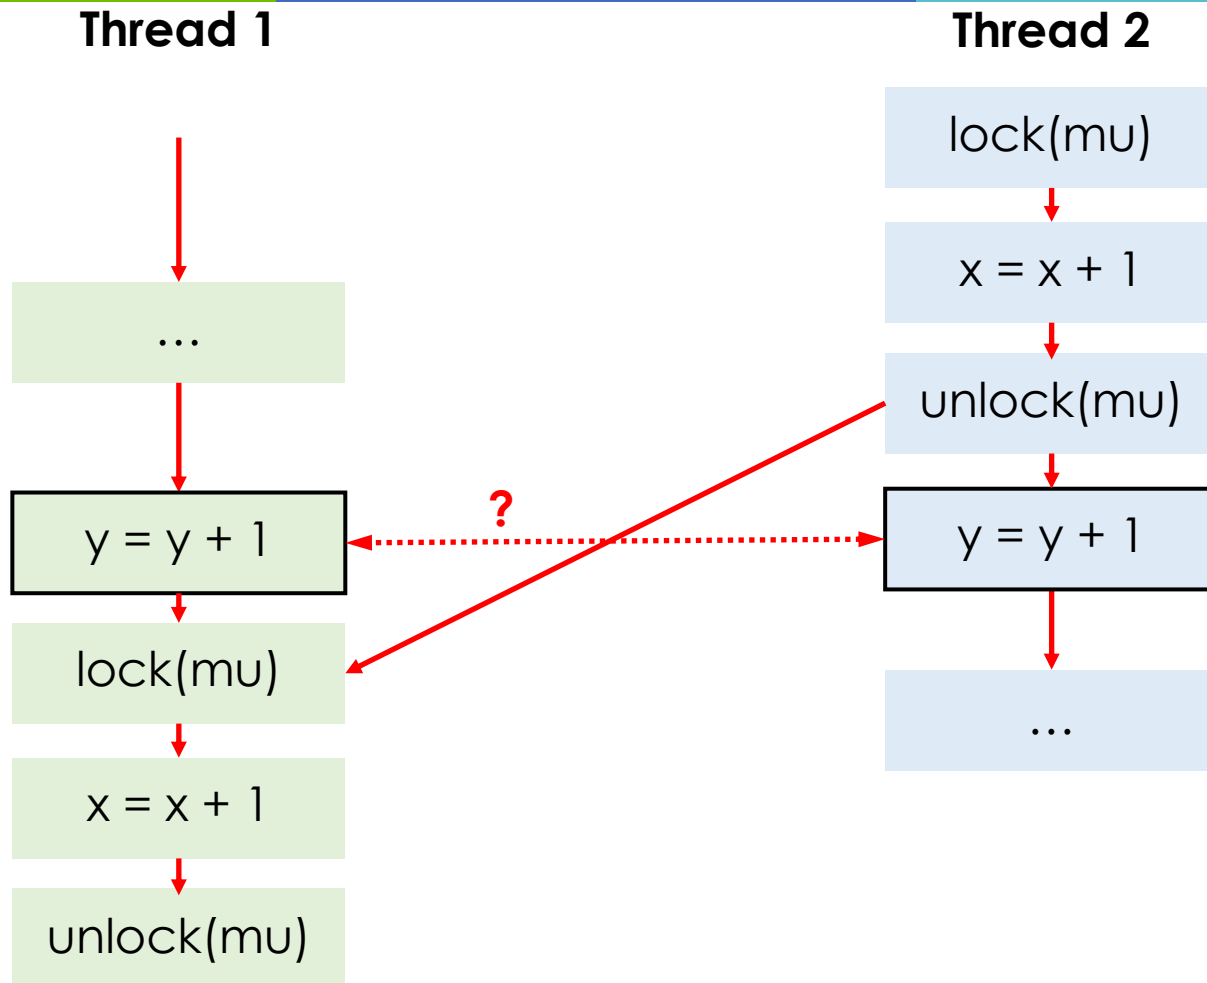 Thread 1
...
y = y + 1
lock(mu)
x = x + 1
unlock(mu)
?
Thread 2
lock(mu)
x = x + 1
unlock(mu)
y = y + 1
...